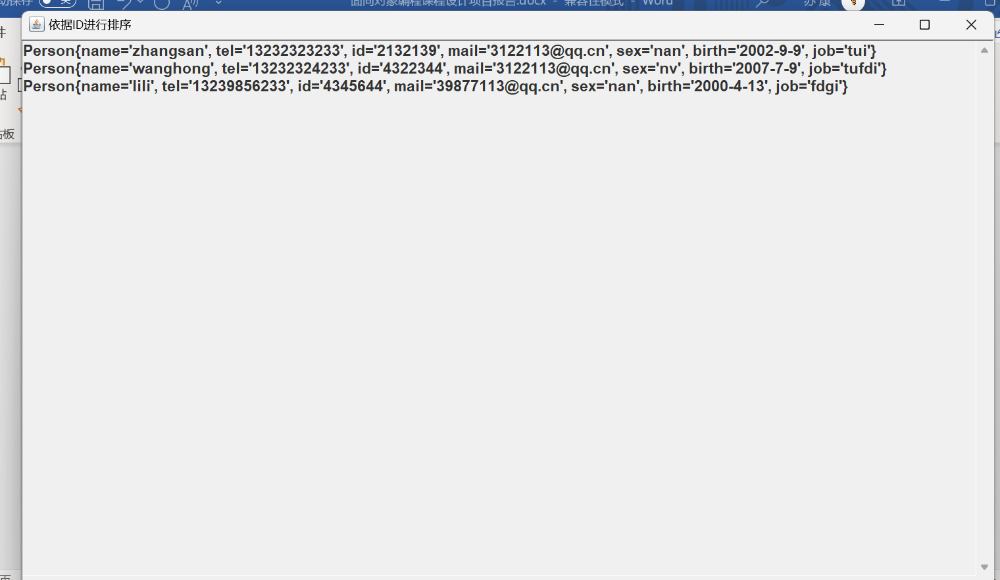 面向对象编程课程设计项目报告.docx - 兼容性模式 - Word
依据ID进行排序
Person{name='zhangsan', tel='13232323233', id='2132139', mail='3122113@qq.cn', sex='nan', birth='2002-9-9', job='tui'}
Person{name='wanghong', tel='13232324233', id='4322344', mail='3122113@qq.cn', sex='nv', birth='2007-7-9', job='tufdi'}
Person{name='lili', tel='13239856233', id='4345644', mail='39877113@qq.cn', sex='nan', birth='2000-4-13', job='fdgi'}